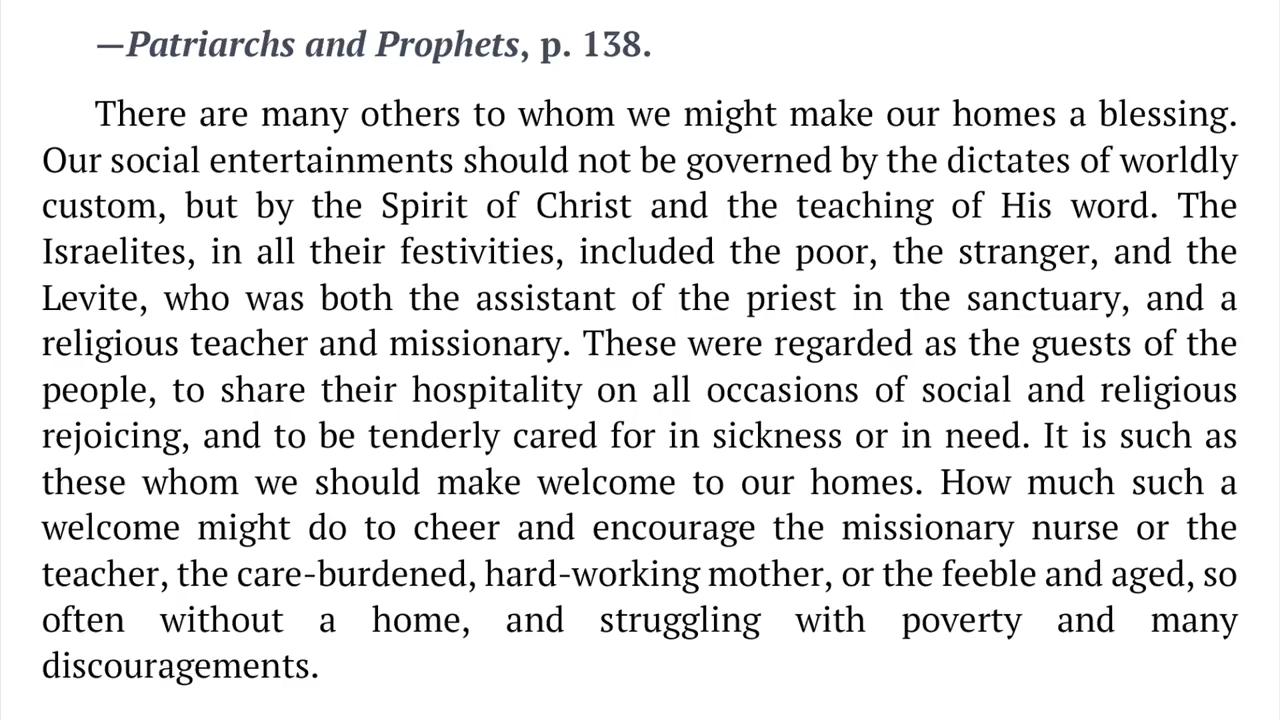 —Patriarchs and Prophets, p. 138.
There are many others to whom we might make our homes a blessing.
Our social entertainments should not be governed by the dictates of worldly
custom, but by the Spirit of Christ and the teaching of His word. The
Israelites, in all their festivities, included the poor, the stranger, and the
Levite, who was both the assistant of the priest in the sanctuary, and a
religious teacher and missionary. These were regarded as the guests of the
people, to share their hospitality on all occasions of social and religious
rejoicing, and to be tenderly cared for in sickness or in need. It is such as
these whom we should make welcome to our homes. How much such a
welcome might do to cheer and encourage the missionary nurse or the
teacher, the care-burdened, hard-working mother, or the feeble and aged, so
often without a home, and struggling with poverty and many
discouragements.